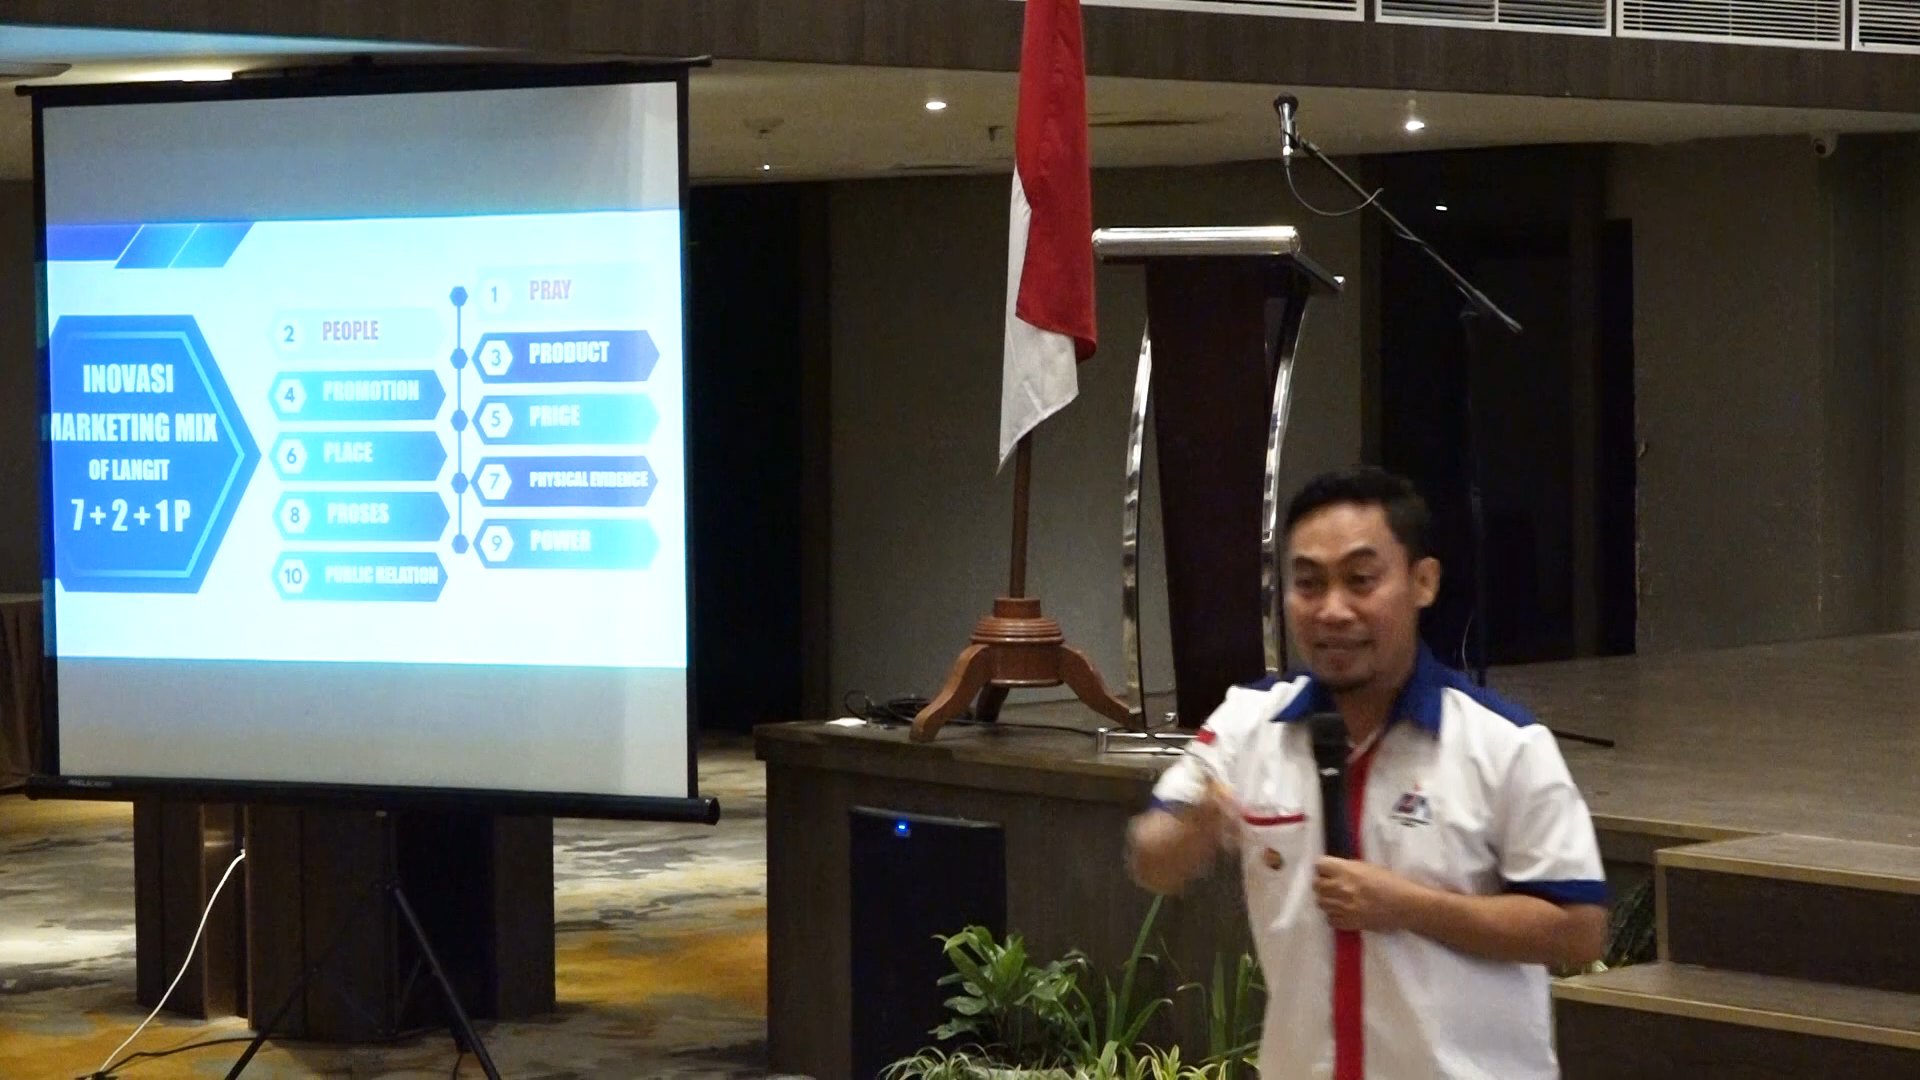 INOVASI
MARKETING MIX
OF LANGIT
7 + 2 + 1 P
1 PRAY
2 PEOPLE
3 PRODUCT
4 PROMOTION
5 PRICE
6 PLACE
7 PHYSICAL EVIDENCE
8 PROSES
9 POWER
10 PUBLIC RELATION